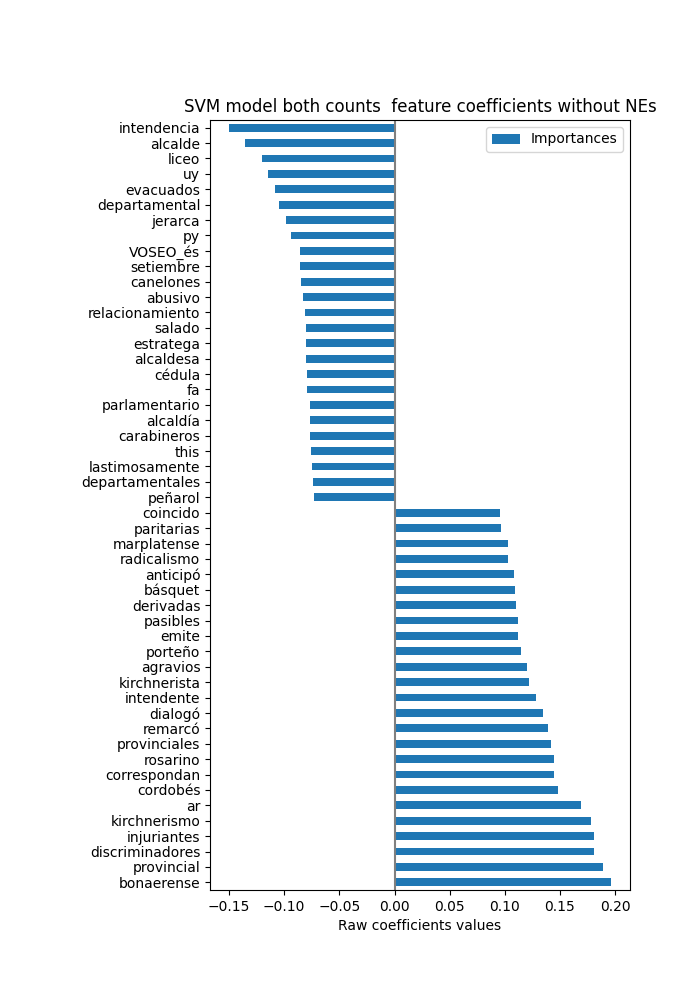 SVM model both counts  feature coefficients without NEs
Importances
intendencia
alcalde
liceo
uy
evacuados
departamental
jerarca
py
VOSEO_és
setiembre
canelones
abusivo
relacionamiento
salado
estratega
alcaldesa
cédula
fa
parlamentario
alcaldía
carabineros
this
lastimosamente
departamentales
peñarol
coincido
paritarias
marplatense
radicalismo
anticipó
básquet
derivadas
pasibles
emite
porteño
agravios
kirchnerista
intendente
dialogó
remarcó
provinciales
rosarino
correspondan
cordobés
ar
kirchnerismo
injuriantes
discriminadores
provincial
bonaerense
−0.15 −0.10 −0.05 0.00 0.05 0.10 0.15 0.20
Raw coefficients values